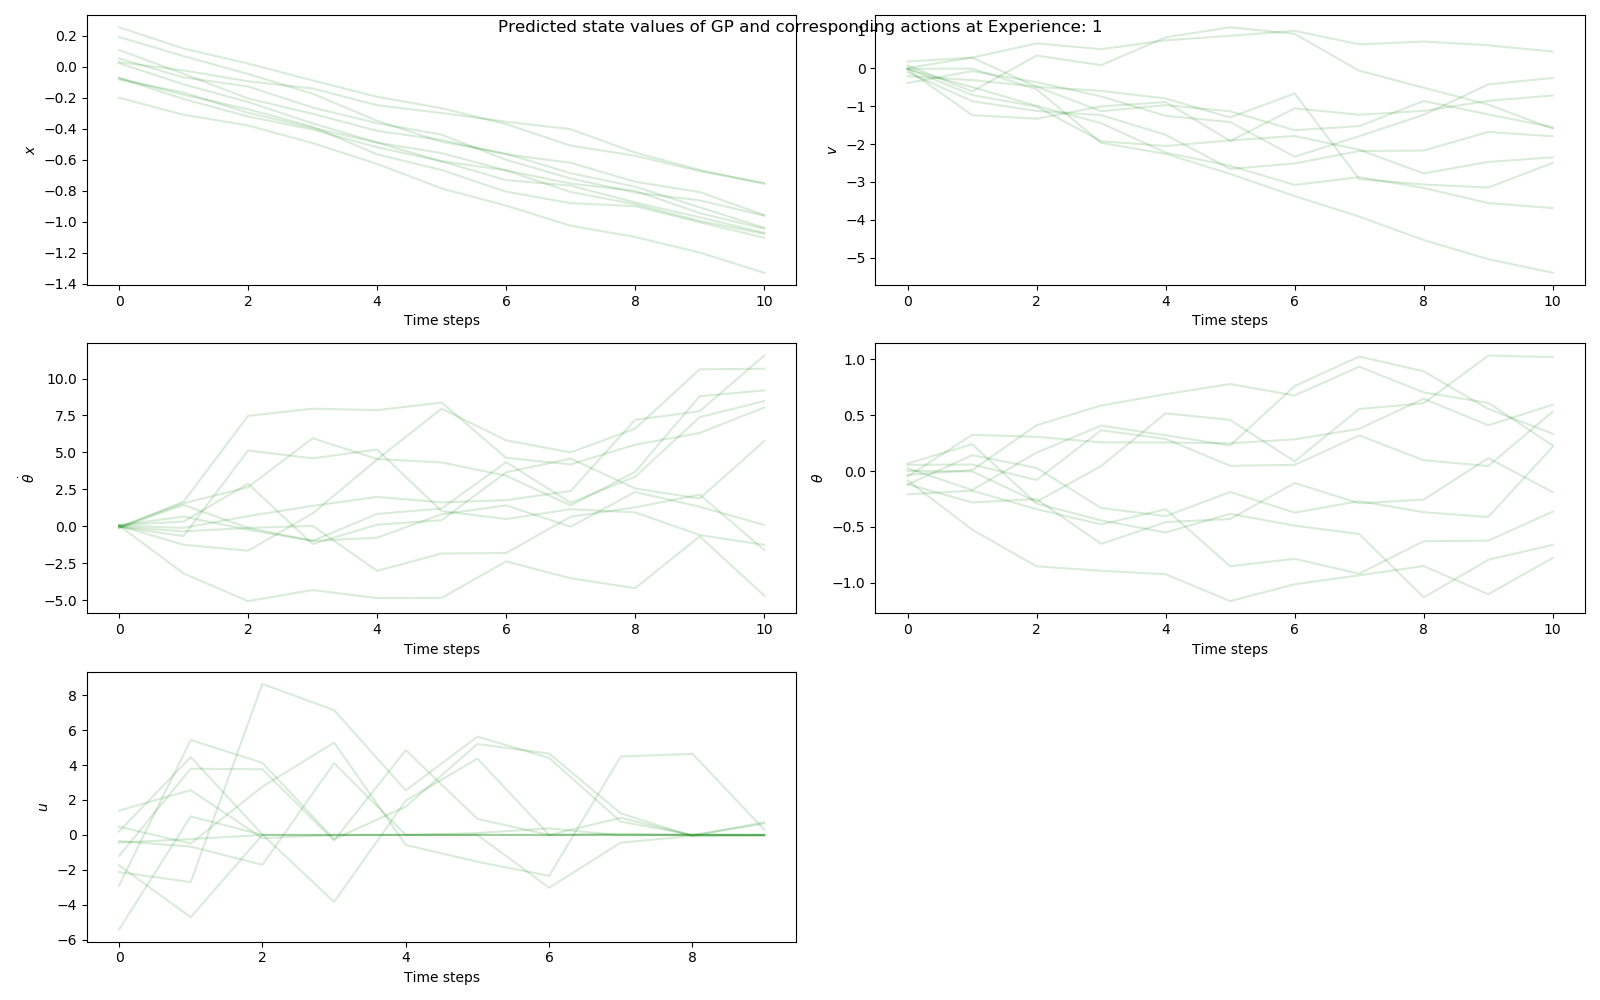 Predicted state values of GP and corresponding actions at Experience: 1
0.2
0.0
−0.2
−0.4
−0.6
−0.8
−1.0
−1.2
−1.4
x
0 2 4 6 8 10
Time steps
1
0
−1
−2
−3
−4
−5
v
0 2 4 6 8 10
Time steps
10.0
7.5
5.0
2.5
0.0
−2.5
−5.0
θ̇
0 2 4 6 8 10
Time steps
1.0
0.5
0.0
−0.5
−1.0
θ
0 2 4 6 8 10
Time steps
8
6
4
2
0
−2
−4
−6
u
0 2 4 6 8
Time steps